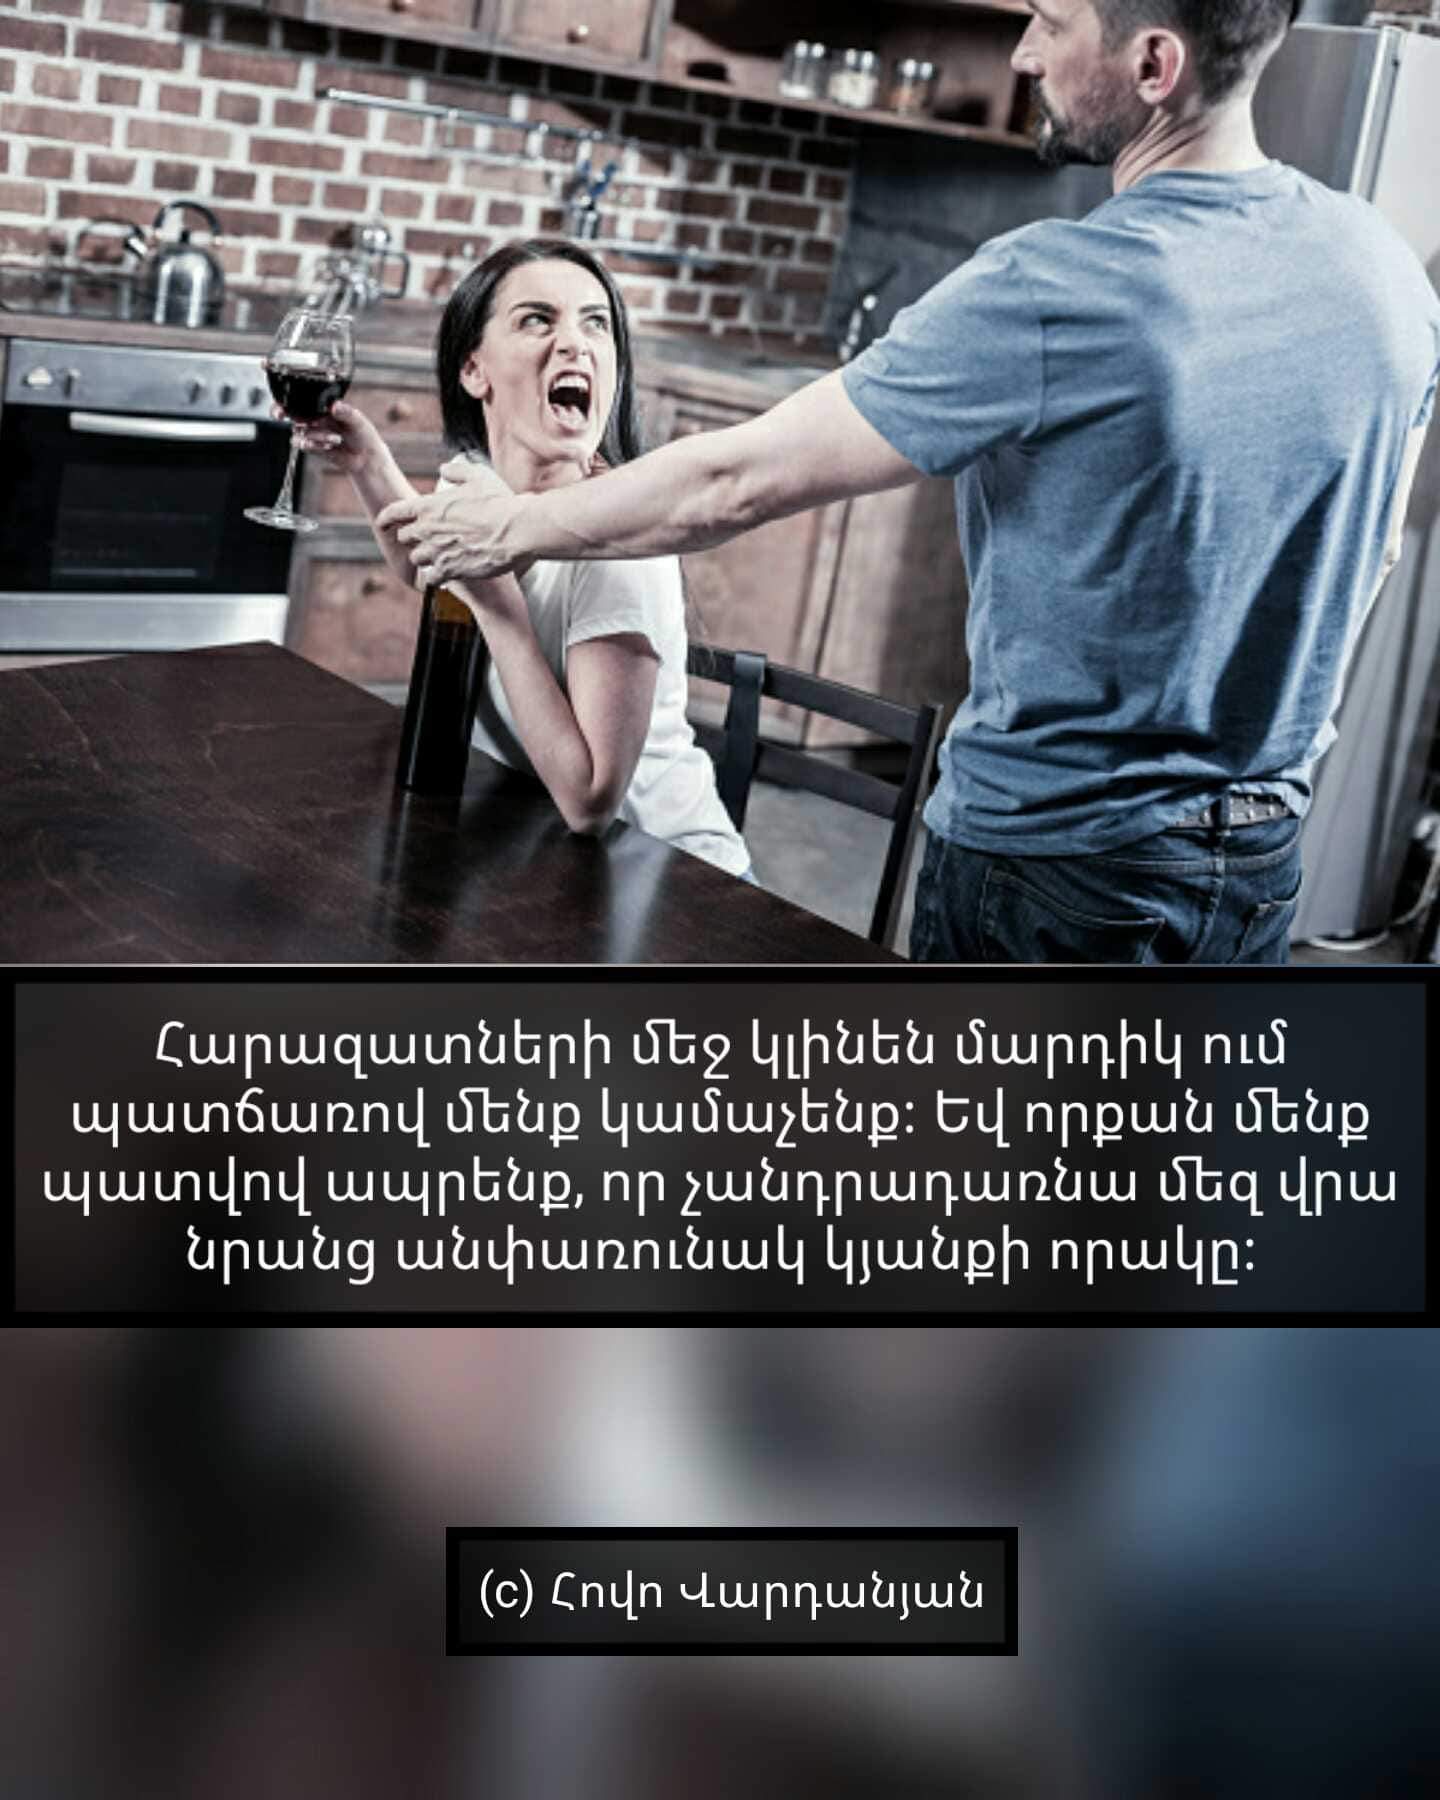 Հարազատների մեջ կլինեն մարդիկ ում
պատճառով մենք կամաչենք: Եվ որքան մենք
պատվով ապրենք, որ չանդրադառնա մեզ վրա
նրանց անփառունակ կյանքի որակը:
(c) Հովո Վարդանյան